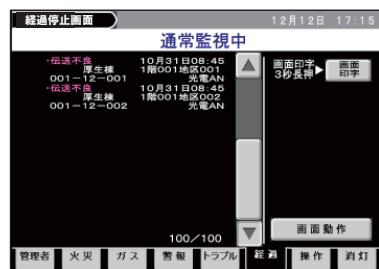 経過停止画面
12月12日 17:15
通常監視中
・伝送不良 10月31日08:45
厚生棟 1階001地区001
001-12-001 光電AN
・伝送不良 10月31日08:45
厚生棟 1階001地区002
001-12-002 光電AN
画面印字 3秒長押▶
画面印字
100/100
画面動作
管理者 火災 ガス 警報 トラブル 経過 操作 消灯